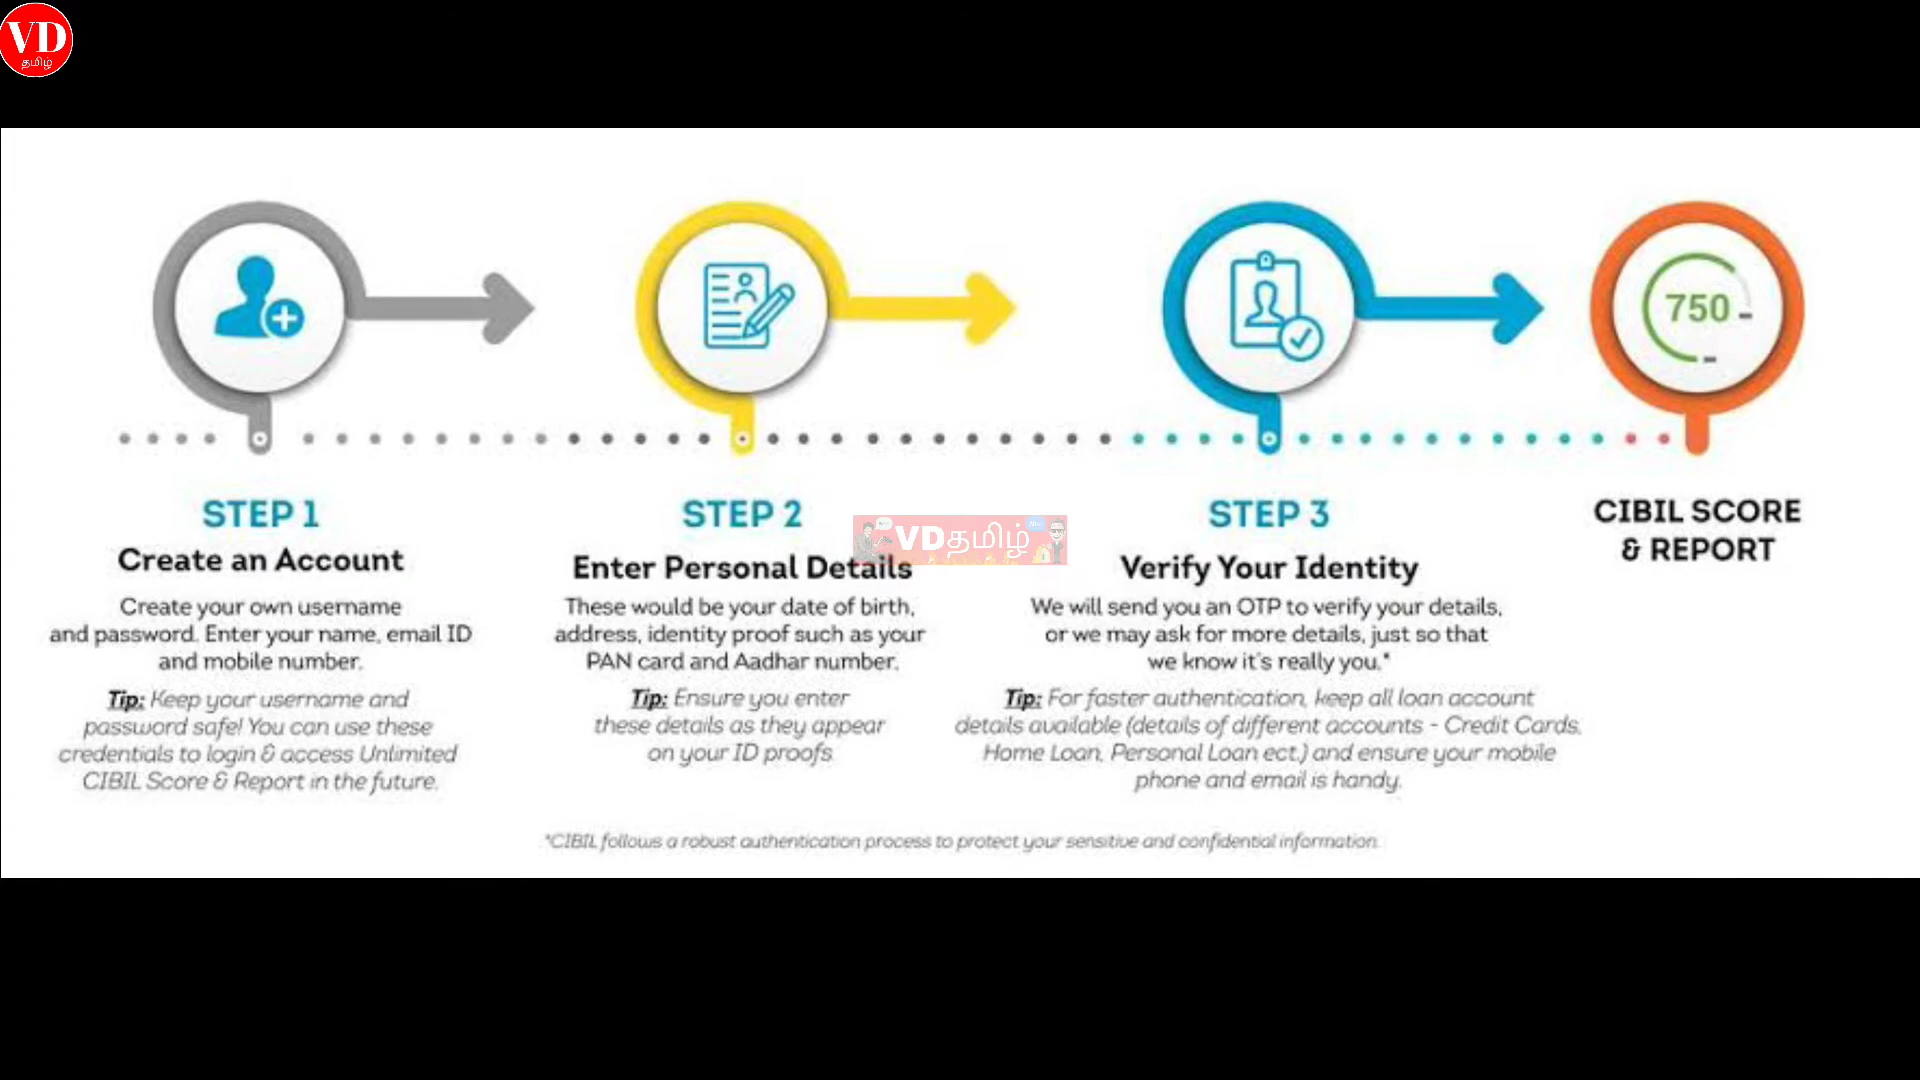 VD
தமிழ்
750
STEP 1
Create an Account
Create your own username
and password. Enter your name, email ID
and mobile number.
Tip: Keep your username and
password safe! You can use these
credentials to login & access Unlimited
CIBIL Score & Report in the future.
STEP 2
Enter Personal Details
These would be your date of birth,
address, identity proof such as your
PAN card and Aadhar number.
Tip: Ensure you enter
these details as they appear
on your ID proofs
VDதமிழ்
STEP 3
Verify Your Identity
We will send you an OTP to verify your details,
or we may ask for more details, just so that
we know it's really you.*
Tip: For faster authentication, keep all loan account
details available (details of different accounts - Credit Cards,
Home Loan, Personal Loan ect.) and ensure your mobile
phone and email is handy.
CIBIL SCORE
& REPORT
*CIBIL follows a robust authentication process to protect your sensitive and confidential information.